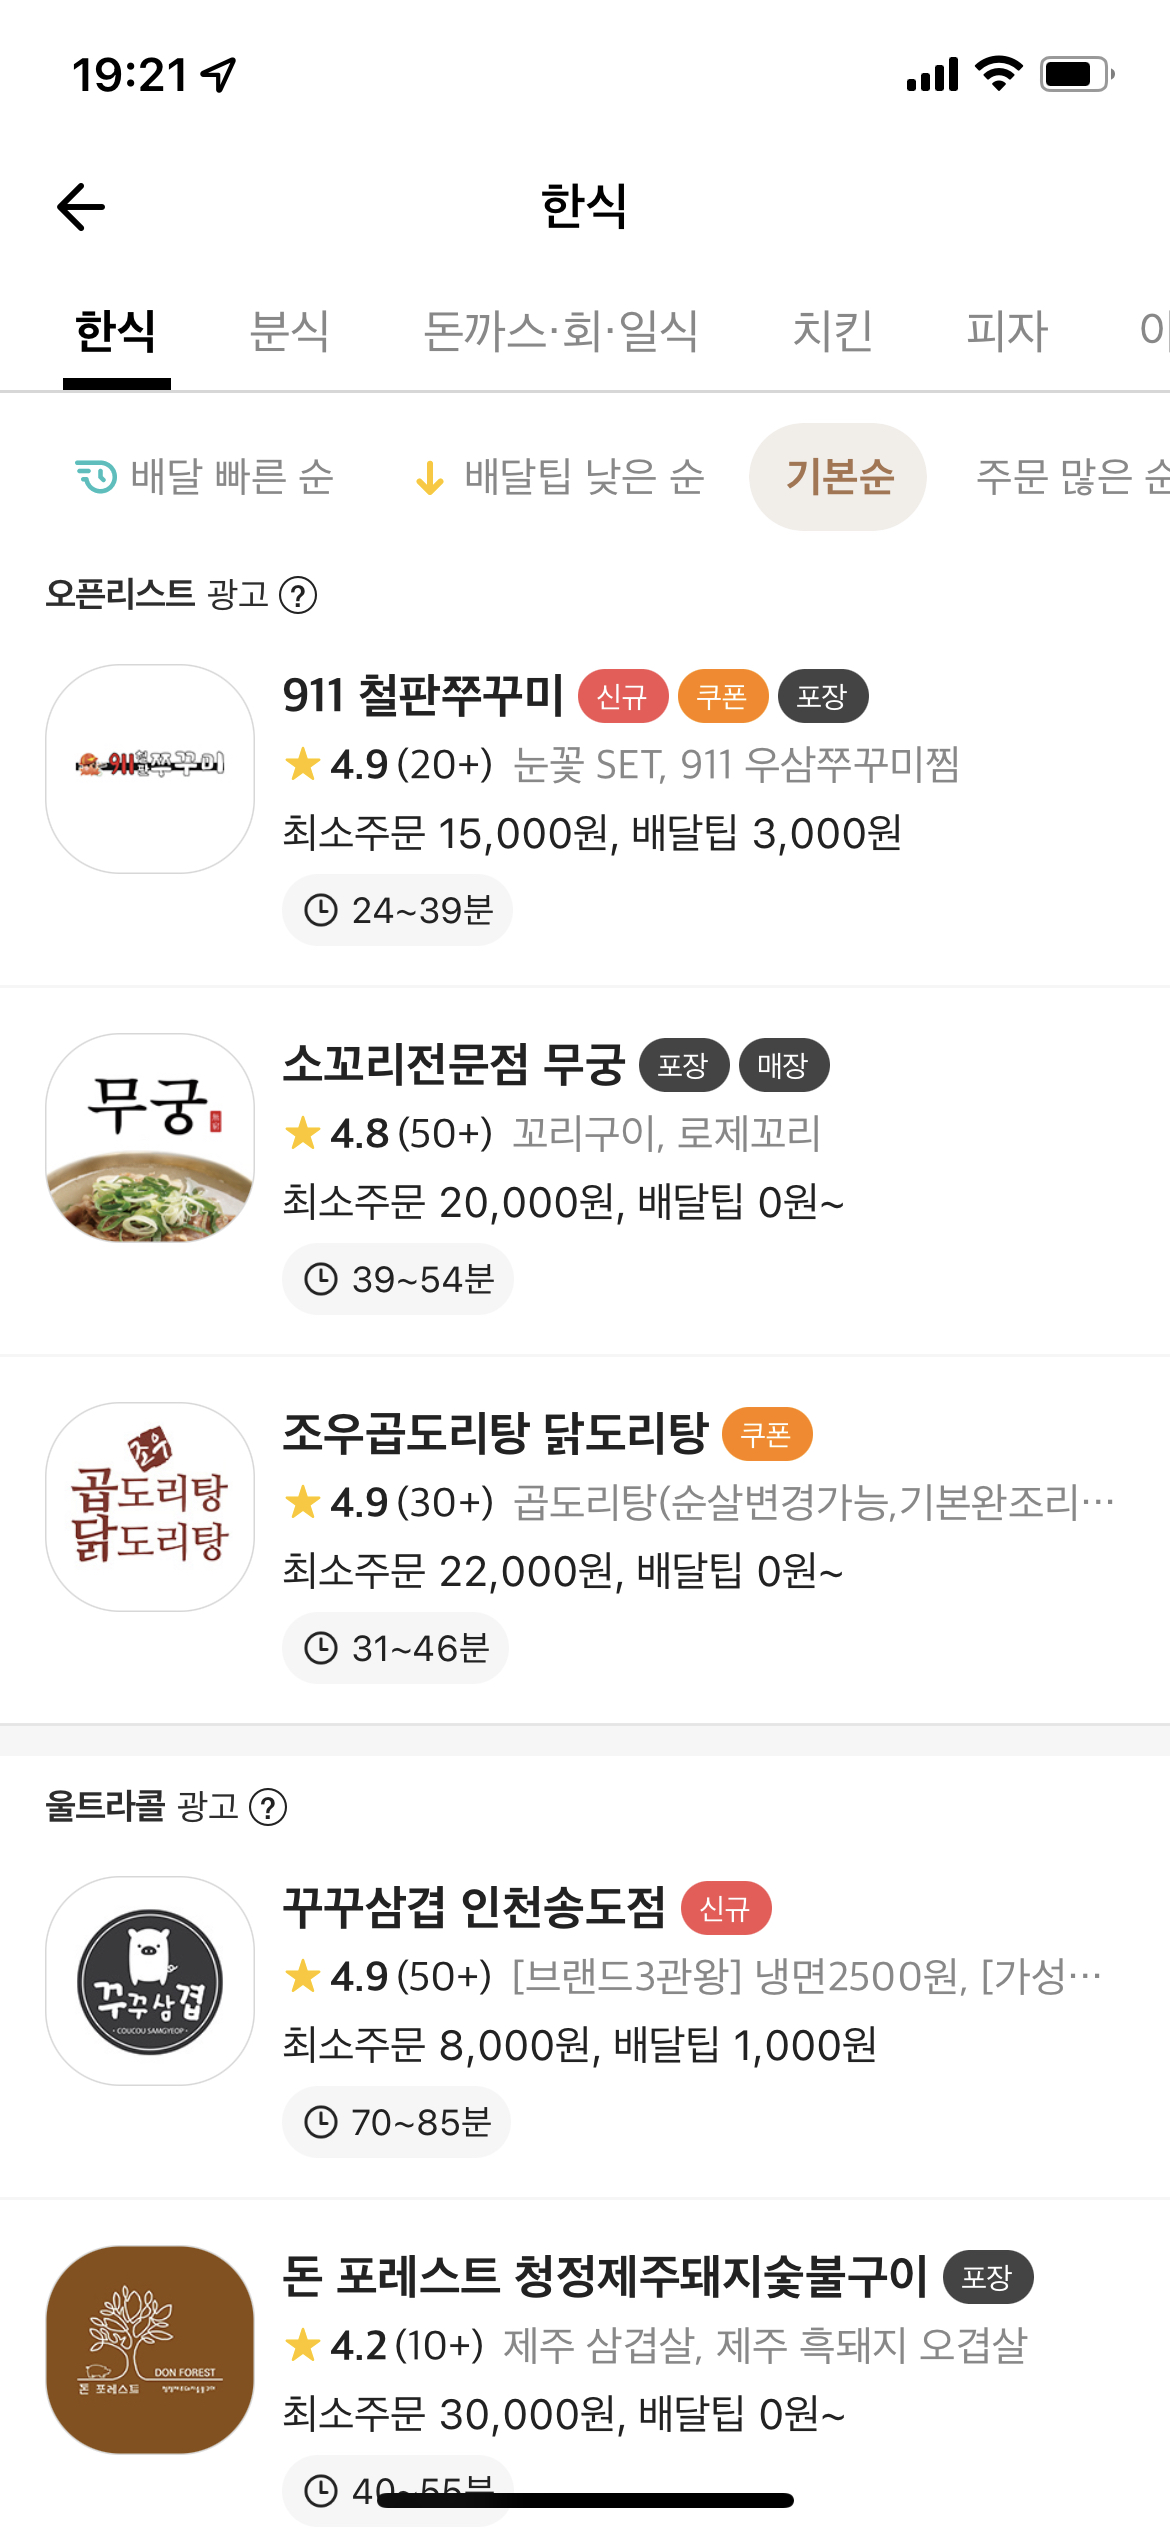 19:21
한식
한식 분식 돈까스·회·일식 치킨 피자
배달 빠른 순 배달팁 낮은 순 기본순 주문 많은 순
오픈리스트 광고 ?
911 철판쭈꾸미 신규 쿠폰 포장
911철판쭈꾸미
4.9 (20+) 눈꽃 SET, 911 우삼쭈꾸미찜
최소주문 15,000원, 배달팁 3,000원
24~39분
소꼬리전문점 무궁 포장 매장
무궁
4.8 (50+) 꼬리구이, 로제꼬리
최소주문 20,000원, 배달팁 0원~
39~54분
조우곱도리탕 닭도리탕 쿠폰
조우
곱도리탕
닭도리탕
4.9 (30+) 곱도리탕(순살변경가능,기본완조리…
최소주문 22,000원, 배달팁 0원~
31~46분
울트라콜 광고 ?
꾸꾸삼겹 인천송도점 신규
꾸꾸삼겹
· COUCOU SAMGYEOP ·
4.9 (50+) [브랜드3관왕] 냉면2500원, [가성…
최소주문 8,000원, 배달팁 1,000원
70~85분
돈 포레스트 청정제주돼지숯불구이 포장
DON FOREST
돈 포레스트
4.2 (10+) 제주 삼겹살, 제주 흑돼지 오겹살
최소주문 30,000원, 배달팁 0원~
40~55분